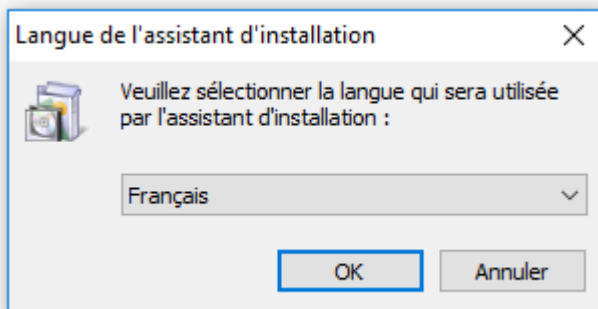 Langue de l'assistant d'installation
Veuillez sélectionner la langue qui sera utilisée
par l'assistant d'installation :
Français
OK
Annuler